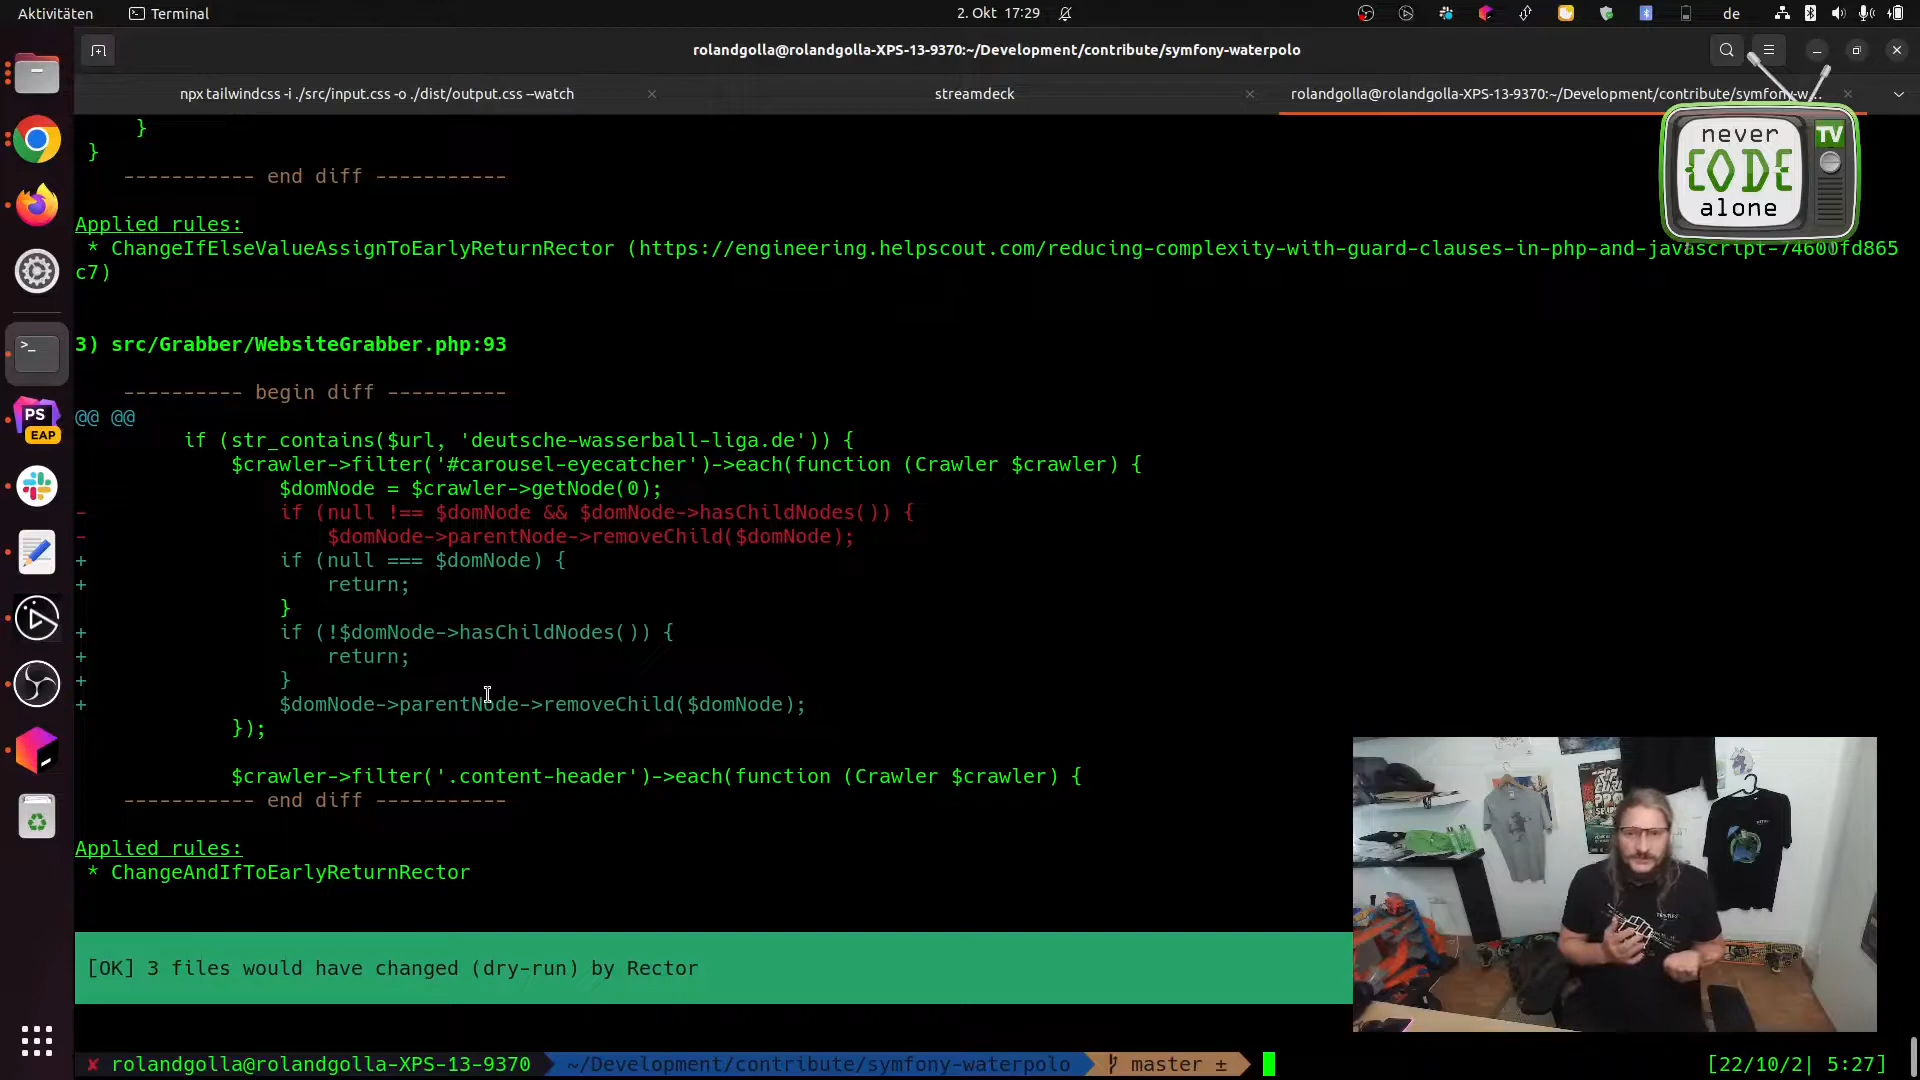 Aktivitäten
Terminal
2. Okt 17:29
de
rolandgolla@rolandgolla-XPS-13-9370:~/Development/contribute/symfony-waterpolo
npx tailwindcss -i ./src/input.css -o ./dist/output.css --watch
streamdeck
rolandgolla@rolandgolla-XPS-13-9370:~/Development/contribute/symfony-w...
never
TV
{CODE
alone
}
}
----------- end diff -----------
Applied rules:
* ChangeIfElseValueAssignToEarlyReturnRector (https://engineering.helpscout.com/reducing-complexity-with-guard-clauses-in-php-and-javascript-74600fd865
c7)
3) src/Grabber/WebsiteGrabber.php:93
---------- begin diff ----------
@@ @@
if (str_contains($url, 'deutsche-wasserball-liga.de')) {
$crawler->filter('#carousel-eyecatcher')->each(function (Crawler $crawler) {
$domNode = $crawler->getNode(0);
- if (null !== $domNode && $domNode->hasChildNodes()) {
- $domNode->parentNode->removeChild($domNode);
+ if (null === $domNode) {
+ return;
}
+ if (!$domNode->hasChildNodes()) {
+ return;
+ }
+ $domNode->parentNode->removeChild($domNode);
});
$crawler->filter('.content-header')->each(function (Crawler $crawler) {
----------- end diff -----------
Applied rules:
* ChangeAndIfToEarlyReturnRector
[OK] 3 files would have changed (dry-run) by Rector
✘ rolandgolla@rolandgolla-XPS-13-9370 ~/Development/contribute/symfony-waterpolo master ± [22/10/2| 5:27]
PS
EAP